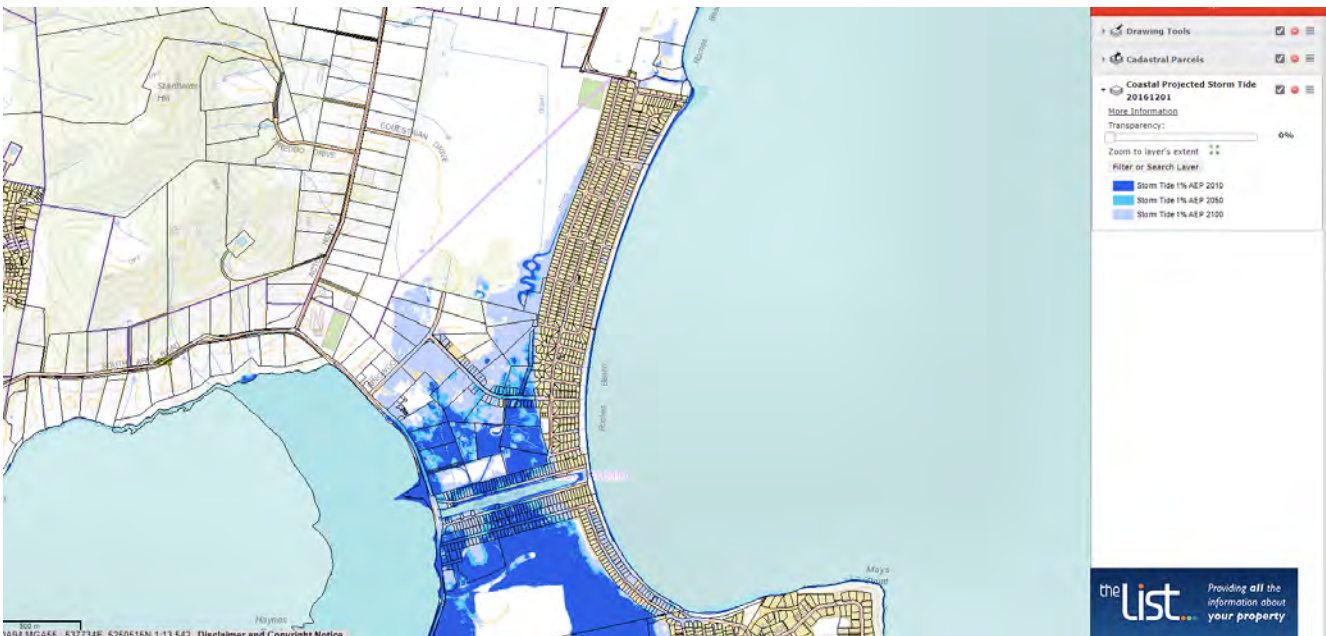 Drawing Tools
Cadastral Parcels
Coastal Projected Storm Tide
20161201
More Information
Transparency:
0%
Zoom to layer's extent
Filter or Search Layer
Storm Tide 1% AEP 2010
Storm Tide 1% AEP 2050
Storm Tide 1% AEP 2100
Hill
EQUESTRIAN
DRIVE
DRIVE
Roches
Roches Beach
Mays
Point
Haynes
500 m
Disclaimer and Copyright Notice
the LIST
Providing all the
information about
your property